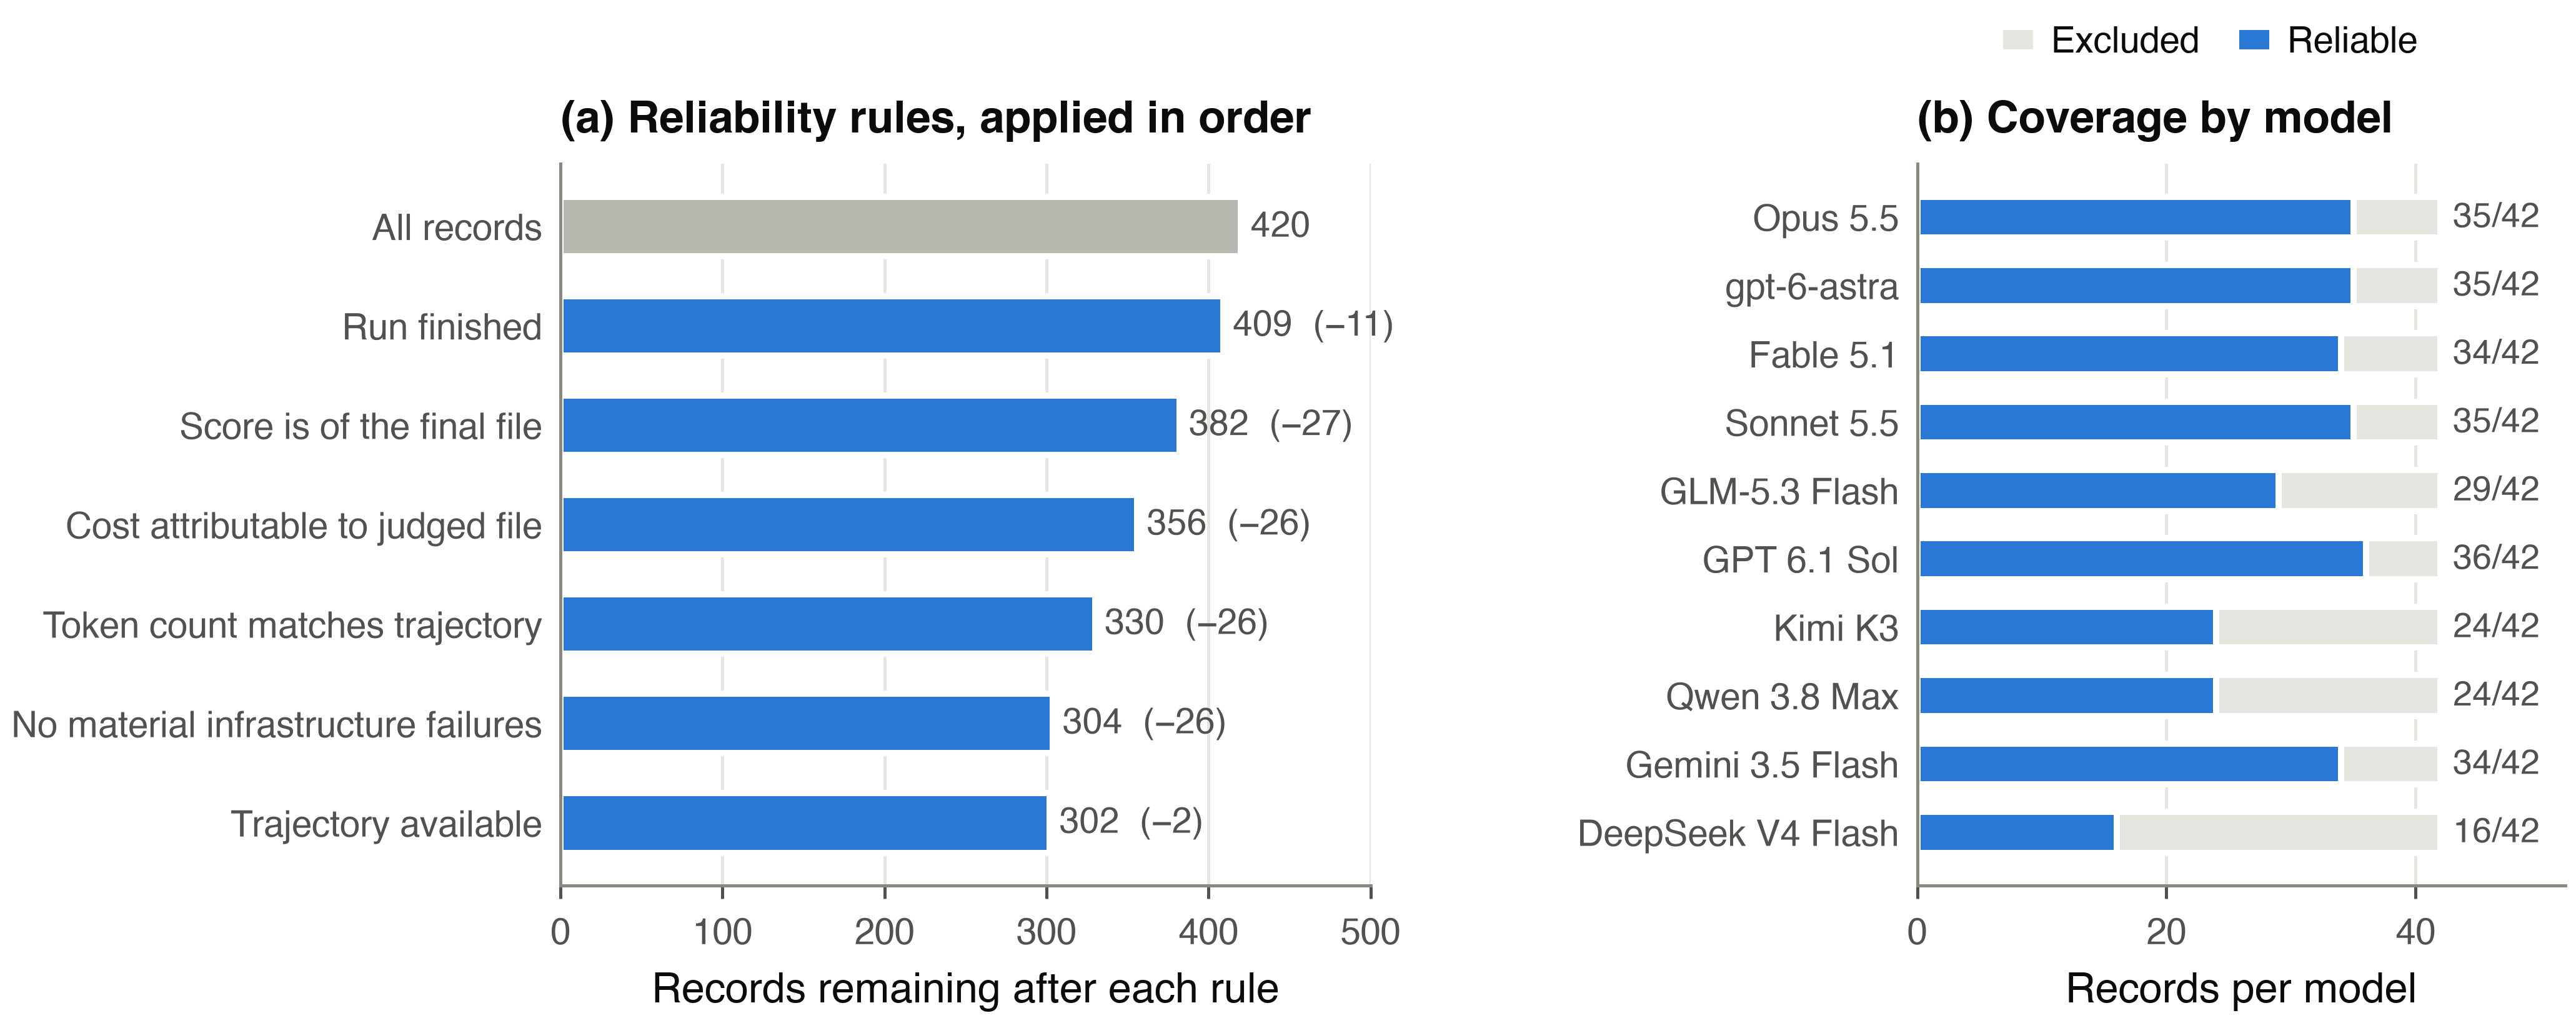 Excluded Reliable
(a) Reliability rules, applied in order
All records 420
Run finished 409 (−11)
Score is of the final file 382 (−27)
Cost attributable to judged file 356 (−26)
Token count matches trajectory 330 (−26)
No material infrastructure failures 304 (−26)
Trajectory available 302 (−2)
0 100 200 300 400 500
Records remaining after each rule
(b) Coverage by model
Opus 5.5 35/42
gpt-6-astra 35/42
Fable 5.1 34/42
Sonnet 5.5 35/42
GLM-5.3 Flash 29/42
GPT 6.1 Sol 36/42
Kimi K3 24/42
Qwen 3.8 Max 24/42
Gemini 3.5 Flash 34/42
DeepSeek V4 Flash 16/42
0 20 40
Records per model